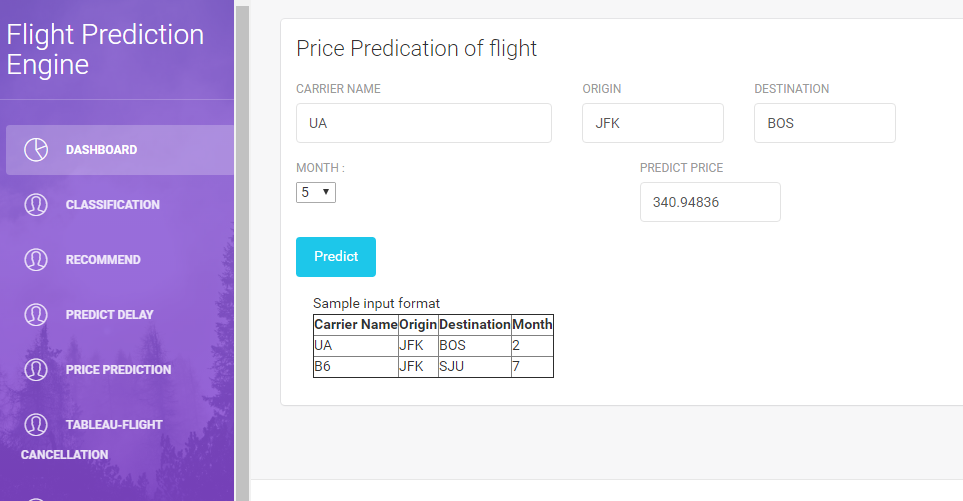 Flight Prediction
Engine
DASHBOARD
CLASSIFICATION
RECOMMEND
PREDICT DELAY
PRICE PREDICTION
TABLEAU-FLIGHT
CANCELLATION
Price Predication of flight
CARRIER NAME ORIGIN DESTINATION
UA JFK BOS
MONTH : PREDICT PRICE
5 340.94836
Predict
Sample input format
Carrier Name Origin Destination Month
UA JFK BOS 2
B6 JFK SJU 7